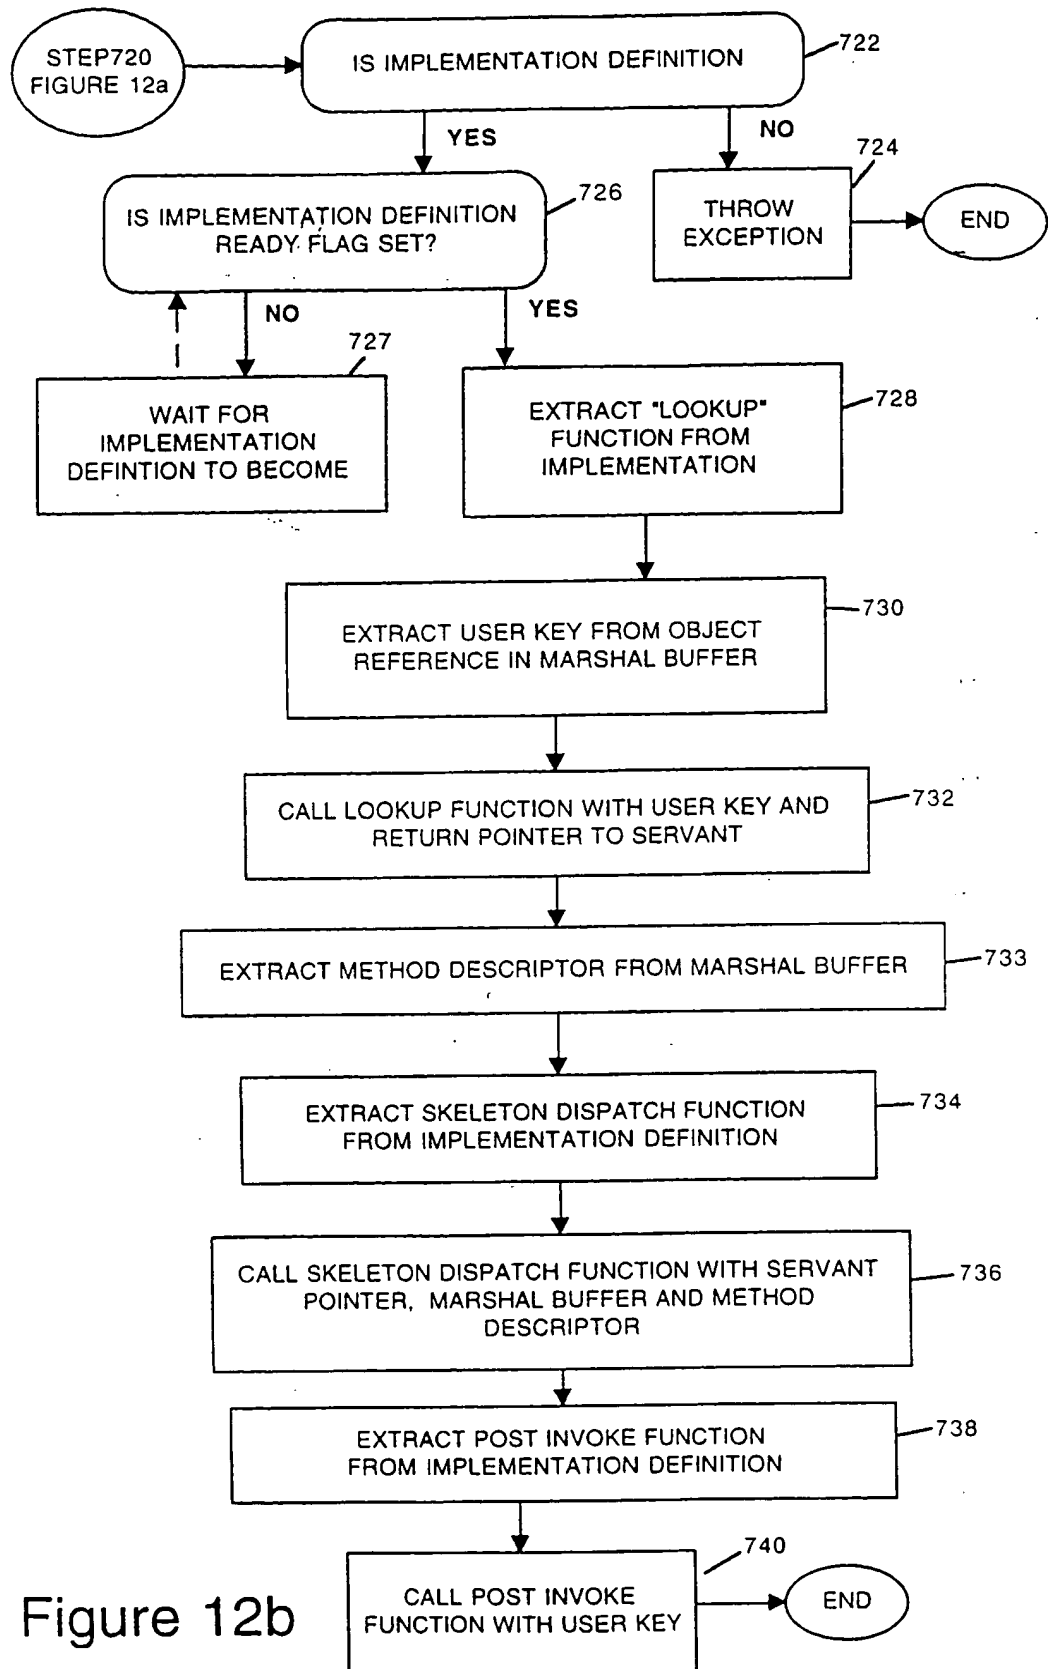 STEP720
FIGURE 12a
IS IMPLEMENTATION DEFINITION
722
YES
NO
724
IS IMPLEMENTATION DEFINITION
READY FLAG SET?
726
THROW
EXCEPTION
END
NO
YES
727
WAIT FOR
IMPLEMENTATION
DEFINTION TO BECOME
EXTRACT "LOOKUP"
FUNCTION FROM
IMPLEMENTATION
728
EXTRACT USER KEY FROM OBJECT
REFERENCE IN MARSHAL BUFFER
730
CALL LOOKUP FUNCTION WITH USER KEY AND
RETURN POINTER TO SERVANT
732
EXTRACT METHOD DESCRIPTOR FROM MARSHAL BUFFER
733
EXTRACT SKELETON DISPATCH FUNCTION
FROM IMPLEMENTATION DEFINITION
734
CALL SKELETON DISPATCH FUNCTION WITH SERVANT
POINTER, MARSHAL BUFFER AND METHOD
DESCRIPTOR
736
EXTRACT POST INVOKE FUNCTION
FROM IMPLEMENTATION DEFINITION
738
CALL POST INVOKE
FUNCTION WITH USER KEY
740
END
Figure 12b